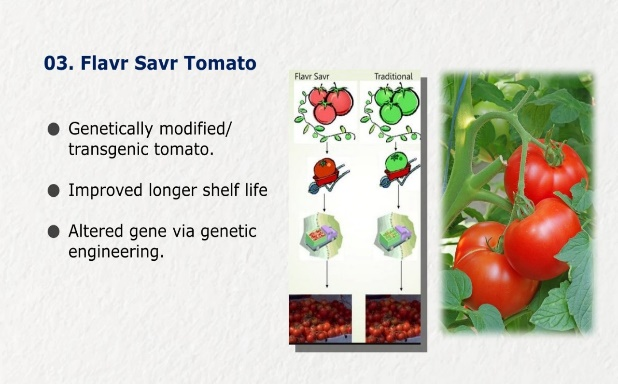 03. Flavr Savr Tomato
Genetically modified/
transgenic tomato.
Improved longer shelf life
Altered gene via genetic
engineering.
Flavr Savr
Traditional